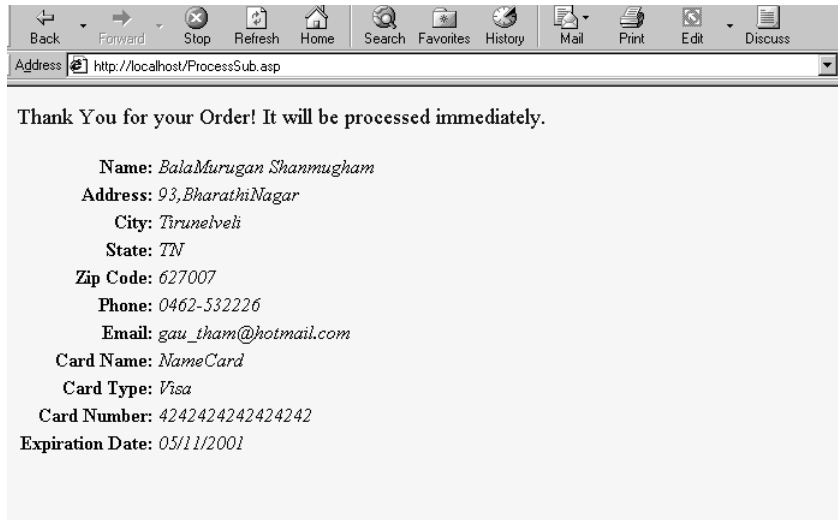 Back Forward Stop Refresh Home Search Favorites History Mail Print Edit Discuss
Address http://localhost/ProcessSub.asp
Thank You for your Order! It will be processed immediately.
Name: BalaMurugan Shanmugham
Address: 93,BharathiNagar
City: Tirunelveli
State: TN
Zip Code: 627007
Phone: 0462-532226
Email: gau_tham@hotmail.com
Card Name: NameCard
Card Type: Visa
Card Number: 4242424242424242
Expiration Date: 05/11/2001